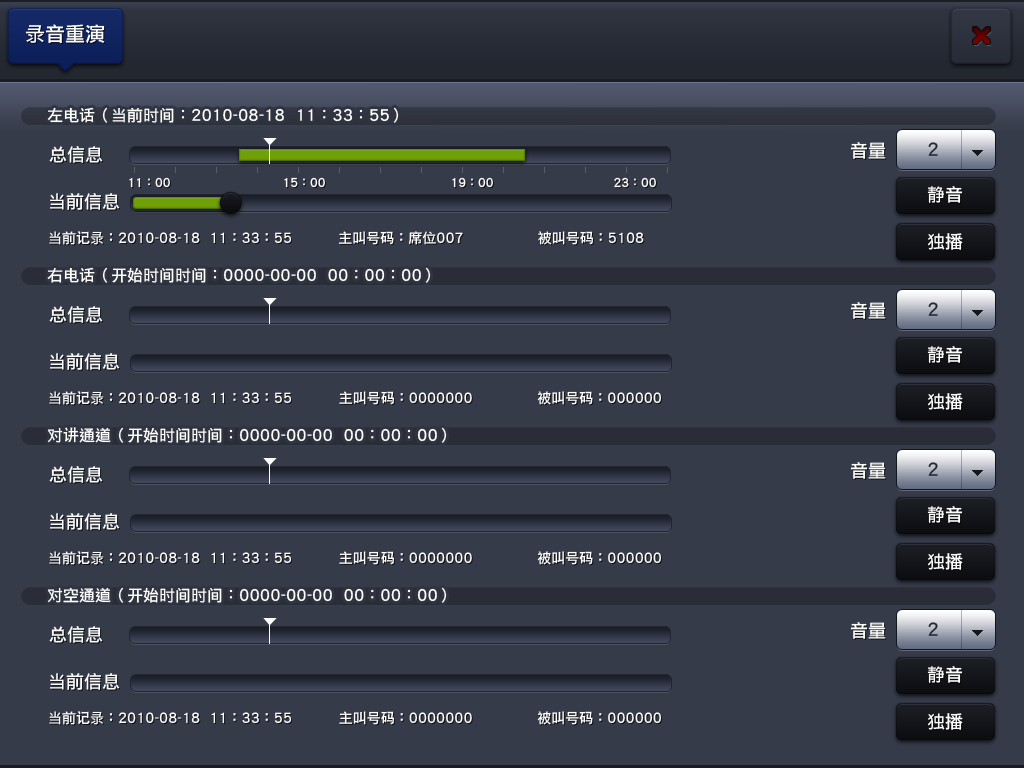 录音重演
左电话（当前时间：2010-08-18 11：33：55）
总信息
音量 2
11：00 15：00 19：00 23：00
静音
当前信息
当前记录：2010-08-18 11：33：55 主叫号码：席位007 被叫号码：5108
独播
右电话（开始时间时间：0000-00-00 00：00：00）
总信息
音量 2
静音
当前信息
当前记录：2010-08-18 11：33：55 主叫号码：0000000 被叫号码：000000
独播
对讲通道（开始时间时间：0000-00-00 00：00：00）
总信息
音量 2
静音
当前信息
当前记录：2010-08-18 11：33：55 主叫号码：0000000 被叫号码：000000
独播
对空通道（开始时间时间：0000-00-00 00：00：00）
总信息
音量 2
静音
当前信息
当前记录：2010-08-18 11：33：55 主叫号码：0000000 被叫号码：000000
独播